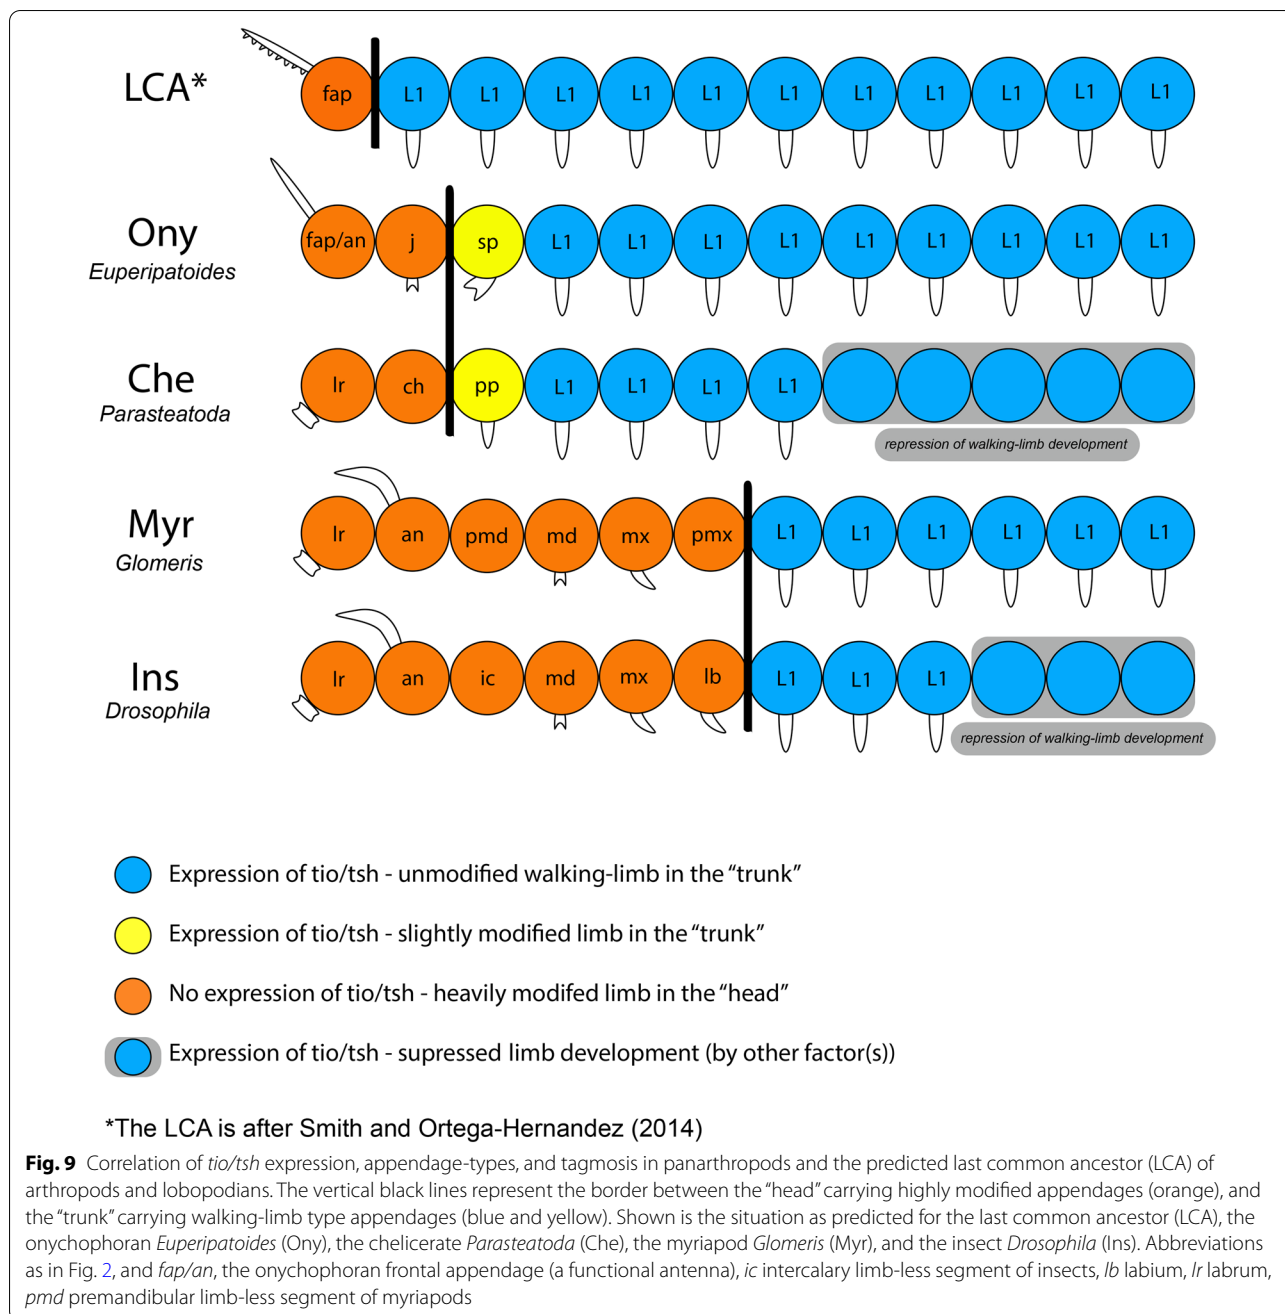 LCA*
fap L1 L1 L1 L1 L1 L1 L1 L1 L1 L1 L1
Ony
Euperipatoides
fap/an j sp L1 L1 L1 L1 L1 L1 L1 L1 L1
Che
Parasteatoda
lr ch pp L1 L1 L1 L1
repression of walking-limb development
Myr
Glomeris
lr an pmd md mx pmx L1 L1 L1 L1 L1 L1
Ins
Drosophila
lr an ic md mx lb L1 L1 L1
repression of walking-limb development
Expression of tio/tsh - unmodified walking-limb in the “trunk”
Expression of tio/tsh - slightly modified limb in the “trunk”
No expression of tio/tsh - heavily modifed limb in the “head”
Expression of tio/tsh - supressed limb development (by other factor(s))
*The LCA is after Smith and Ortega-Hernandez (2014)
Fig. 9 Correlation of tio/tsh expression, appendage-types, and tagmosis in panarthropods and the predicted last common ancestor (LCA) of
arthropods and lobopodians. The vertical black lines represent the border between the “head” carrying highly modified appendages (orange), and
the “trunk” carrying walking-limb type appendages (blue and yellow). Shown is the situation as predicted for the last common ancestor (LCA), the
onychophoran Euperipatoides (Ony), the chelicerate Parasteatoda (Che), the myriapod Glomeris (Myr), and the insect Drosophila (Ins). Abbreviations
as in Fig. 2, and fap/an, the onychophoran frontal appendage (a functional antenna), ic intercalary limb-less segment of insects, lb labium, lr labrum,
pmd premandibular limb-less segment of myriapods